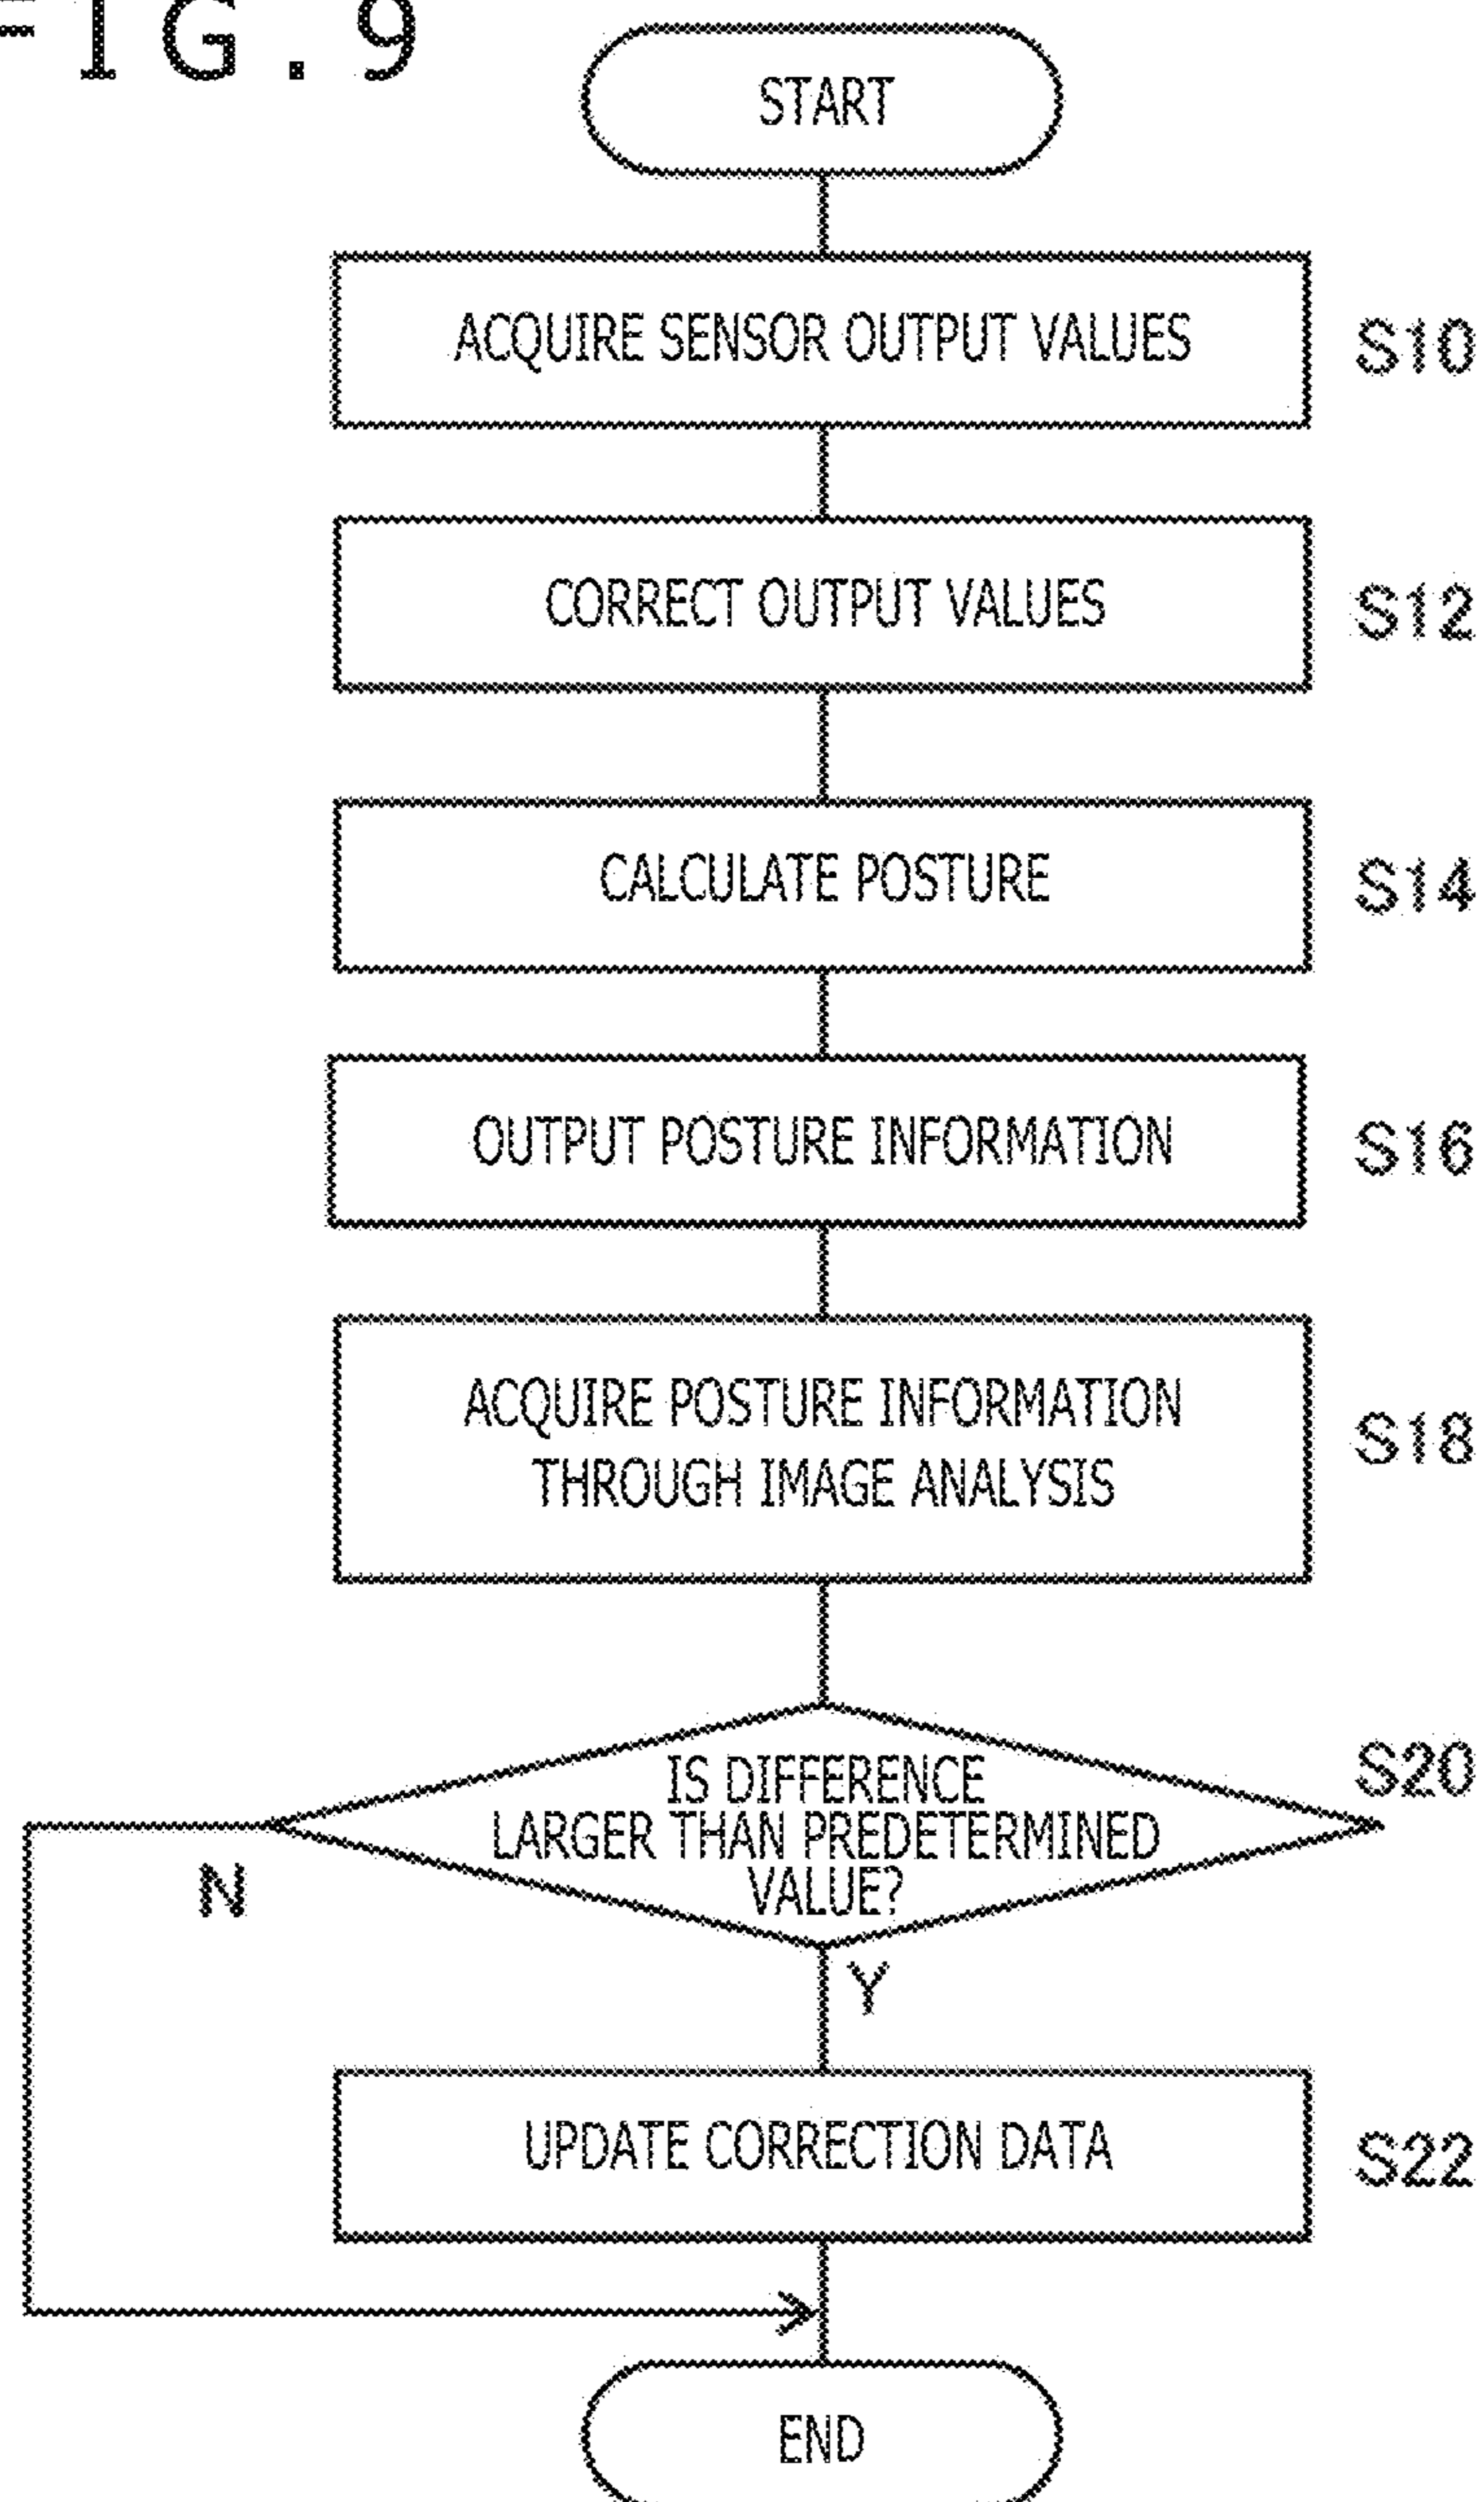 FIG.9
START
ACQUIRE SENSOR OUTPUT VALUES
S10
CORRECT OUTPUT VALUES
S12
CALCULATE POSTURE
S14
OUTPUT POSTURE INFORMATION
S16
ACQUIRE POSTURE INFORMATION
THROUGH IMAGE ANALYSIS
S18
IS DIFFERENCE
LARGER THAN PREDETERMINED
VALUE?
S20
N
Y
UPDATE CORRECTION DATA
S22
END